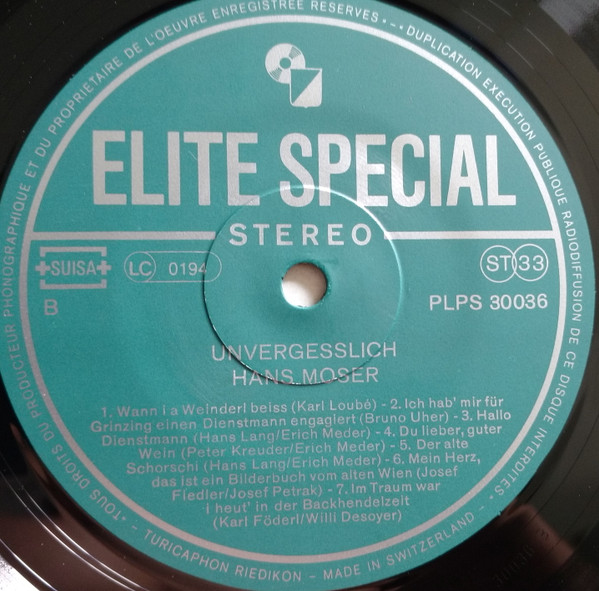 TOUS DROITS DU PRODUCTEUR PHONOGRAPHIQUE ET DU PROPRIETAIRE DE L'OEUVRE ENREGISTREE RESERVES • — • DUPLICATION EXECUTION PUBLIQUE RADIODIFFUSION DE CE DISQUE INTERDITES
ELITE SPECIAL
STEREO
SUISA
LC 0194
ST 33
B
PLPS 30036
UNVERGESSLICH
HANS MOSER
1. Wann i a Weinderl beiss (Karl Loubé) - 2. Ich hab' mir für
Grinzing einen Dienstmann engagiert (Bruno Uher) - 3. Hallo
Dienstmann (Hans Lang/Erich Meder) - 4. Du lieber, guter
Wein (Peter Kreuder/Erich Meder) - 5. Der alte
Schorschi (Hans Lang/Erich Meder) - 6. Mein Herz,
das ist ein Bilderbuch vom alten Wien (Josef
Fiedler/Josef Petrak) - 7. Im Traum war
i heut' in der Backhendelzeit
(Karl Föderl/Willi Desoyer)
TURICAPHON RIEDIKON - MADE IN SWITZERLAND